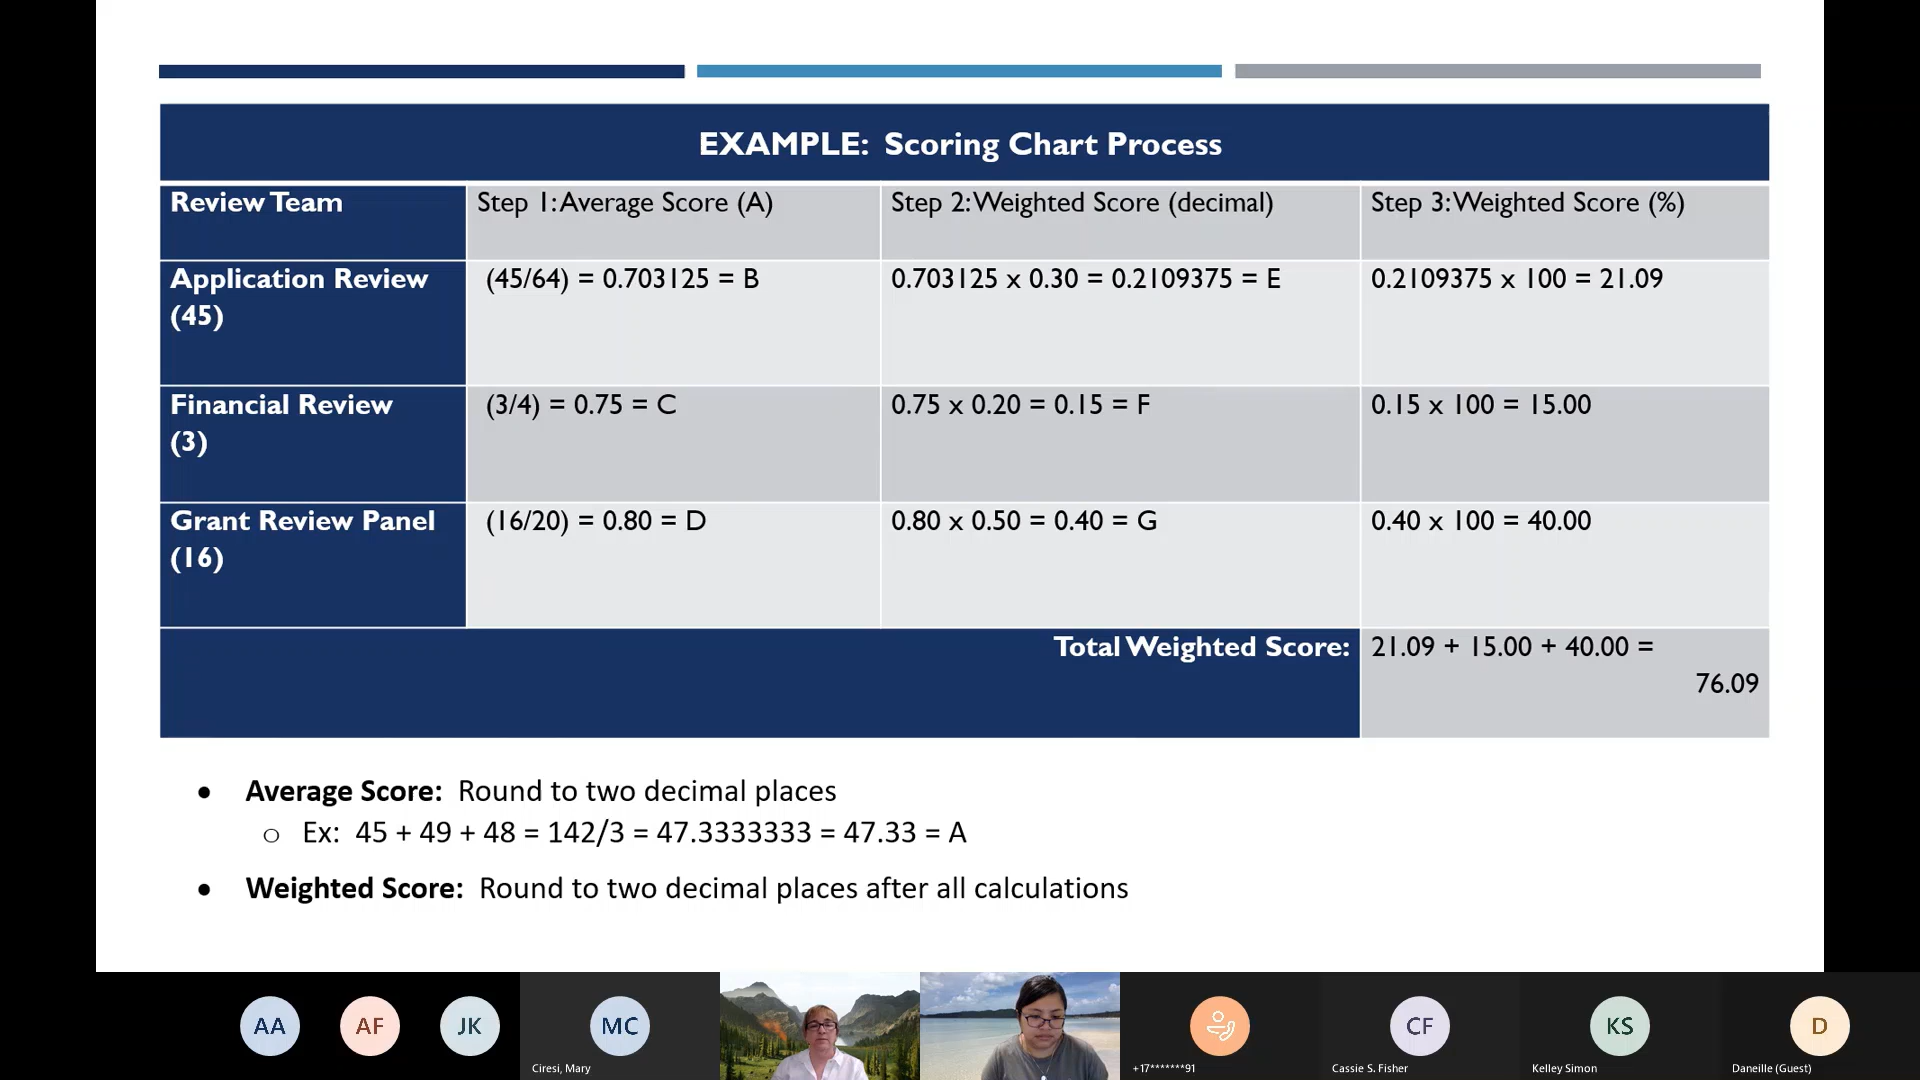 EXAMPLE: Scoring Chart Process
Review Team
Step 1: Average Score (A)
Step 2: Weighted Score (decimal)
Step 3: Weighted Score (%)
Application Review
(45)
(45/64) = 0.703125 = B
0.703125 x 0.30 = 0.2109375 = E
0.2109375 x 100 = 21.09
Financial Review
(3)
(3/4) = 0.75 = C
0.75 x 0.20 = 0.15 = F
0.15 x 100 = 15.00
Grant Review Panel
(16)
(16/20) = 0.80 = D
0.80 x 0.50 = 0.40 = G
0.40 x 100 = 40.00
Total Weighted Score:
21.09 + 15.00 + 40.00 =
76.09
• Average Score: Round to two decimal places
o Ex: 45 + 49 + 48 = 142/3 = 47.3333333 = 47.33 = A
• Weighted Score: Round to two decimal places after all calculations
AA
AF
JK
MC
CF
KS
D
Ciresi, Mary
+17*******91
Cassie S. Fisher
Kelley Simon
Daneille (Guest)